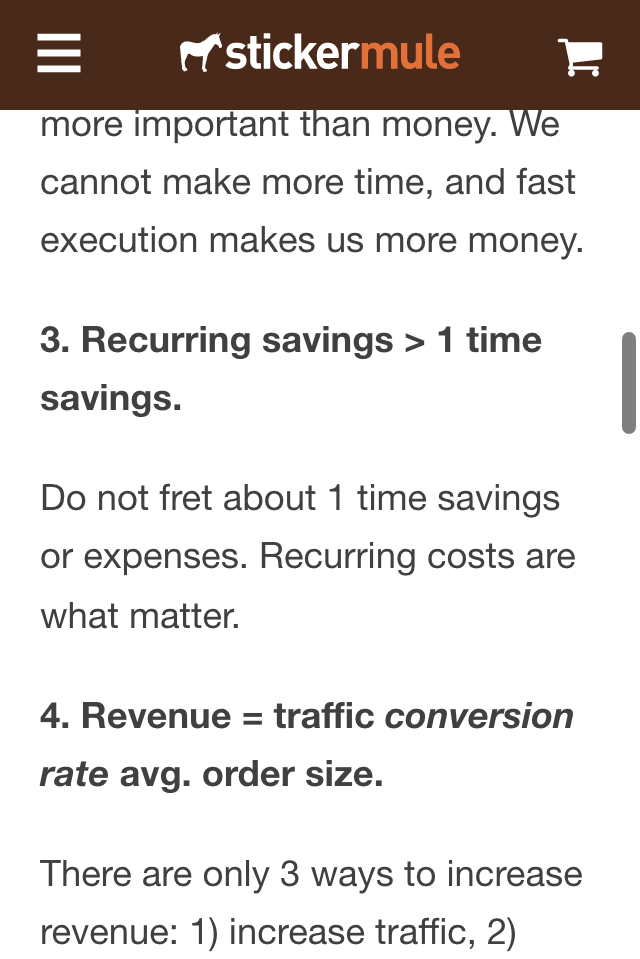 stickermule
more important than money. We
cannot make more time, and fast
execution makes us more money.
3. Recurring savings > 1 time
savings.
Do not fret about 1 time savings
or expenses. Recurring costs are
what matter.
4. Revenue = traffic conversion
rate avg. order size.
There are only 3 ways to increase
revenue: 1) increase traffic, 2)